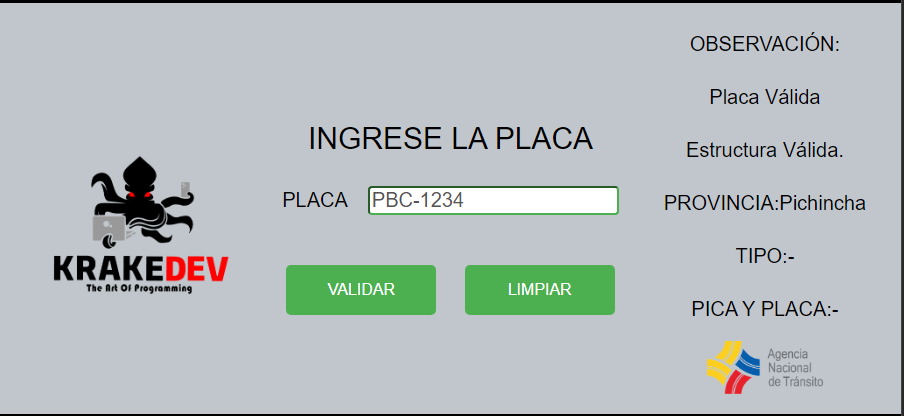 INGRESE LA PLACA
PLACA PBC-1234
VALIDAR LIMPIAR
KRAKEDEV
The Art Of Programming
OBSERVACIÓN:
Placa Válida
Estructura Válida.
PROVINCIA:Pichincha
TIPO:-
PICA Y PLACA:-
Agencia
Nacional
de Tránsito